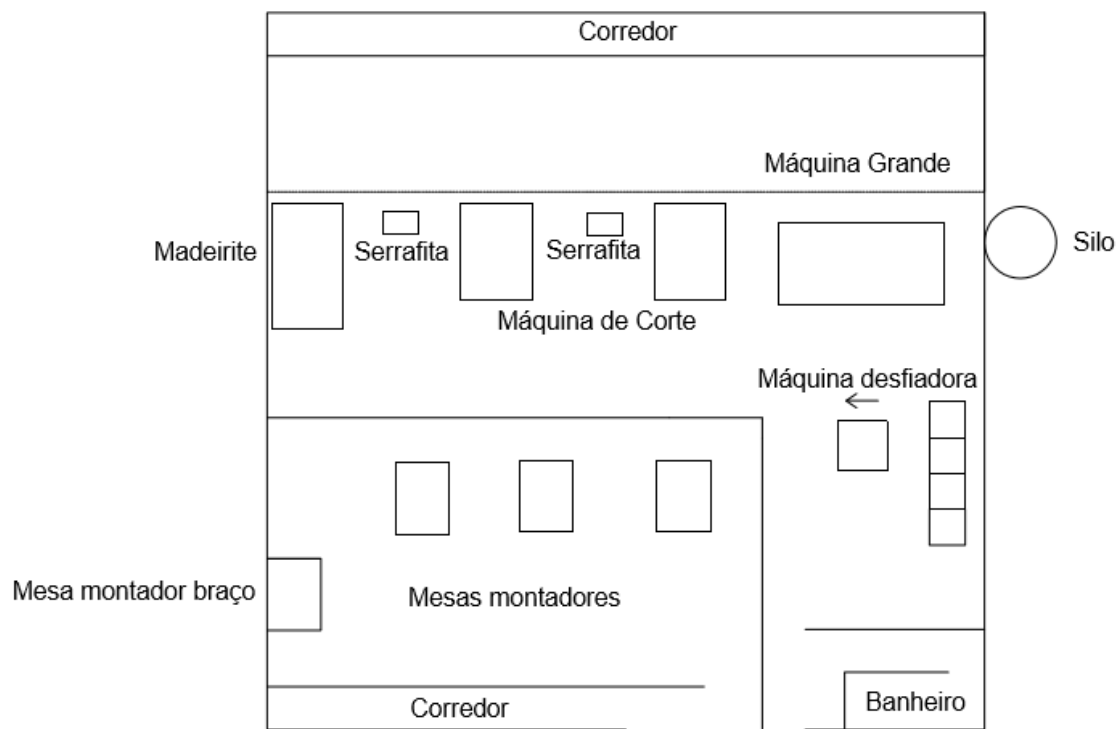 Corredor
Máquina Grande
Madeirite
Serrafita
Serrafita
Silo
Máquina de Corte
Máquina desfiadora
Mesa montador braço
Mesas montadores
Corredor
Banheiro